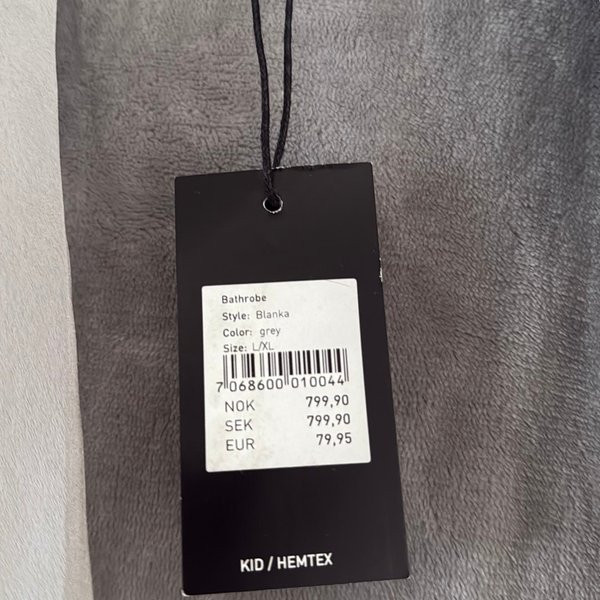 Bathrobe
Style: Blanka
Color: grey
Size: L/XL
7 068600 010044
NOK 799,90
SEK 799,90
EUR 79,95
KID / HEMTEX